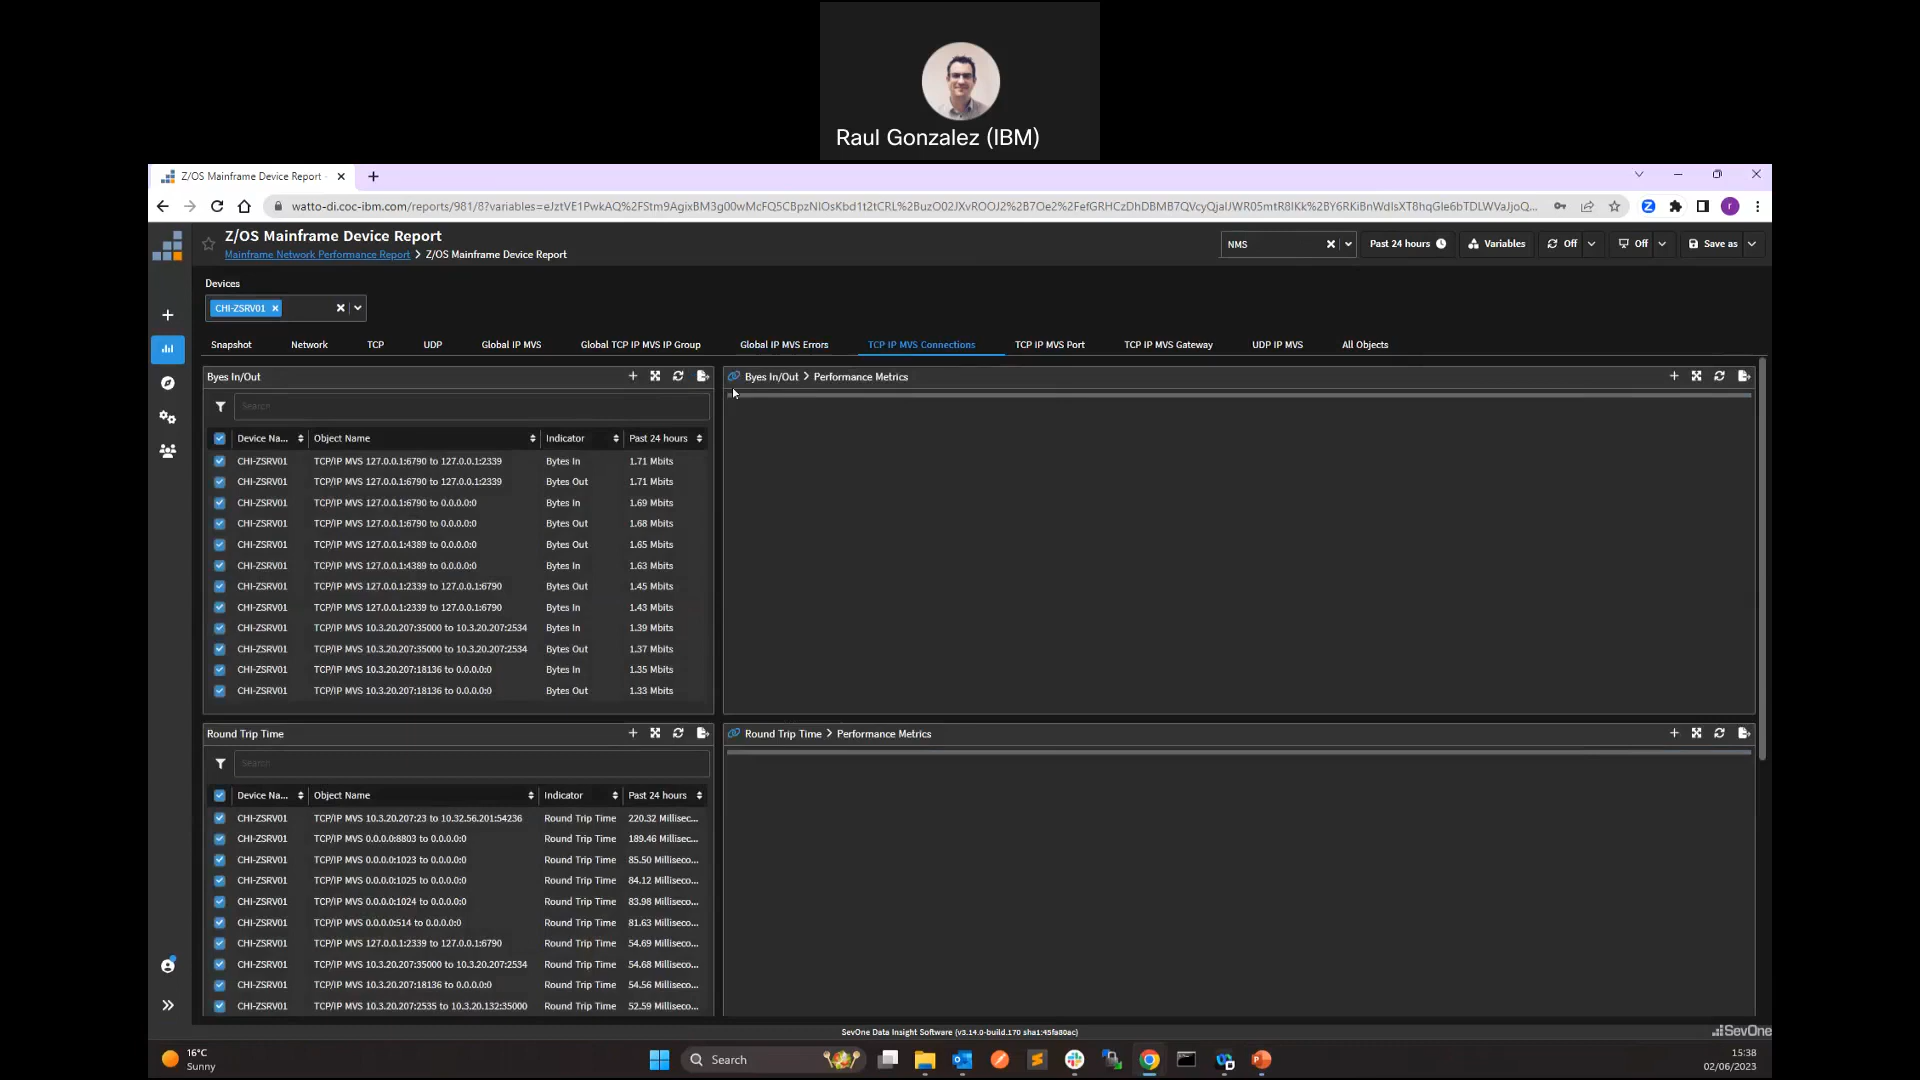 Raul Gonzalez (IBM)
Z/OS Mainframe Device Report
Z/OS Mainframe Device Report
Mainframe Network Performance Report > Z/OS Mainframe Device Report
NMS
Past 24 hours
Variables
Off
Off
Save as
Devices
CHI-ZSRV01
Snapshot Network TCP UDP Global IP MVS Global TCP IP MVS IP Group Global IP MVS Errors TCP IP MVS Connections TCP IP MVS Port TCP IP MVS Gateway UDP IP MVS All Objects
Byes In/Out
Search
Device Na... Object Name Indicator Past 24 hours
CHI-ZSRV01 TCP/IP MVS 127.0.0.1:6790 to 127.0.0.1:2339 Bytes In 1.71 Mbits
CHI-ZSRV01 TCP/IP MVS 127.0.0.1:6790 to 127.0.0.1:2339 Bytes Out 1.71 Mbits
CHI-ZSRV01 TCP/IP MVS 127.0.0.1:6790 to 0.0.0.0:0 Bytes In 1.69 Mbits
CHI-ZSRV01 TCP/IP MVS 127.0.0.1:6790 to 0.0.0.0:0 Bytes Out 1.68 Mbits
CHI-ZSRV01 TCP/IP MVS 127.0.0.1:4389 to 0.0.0.0:0 Bytes Out 1.65 Mbits
CHI-ZSRV01 TCP/IP MVS 127.0.0.1:4389 to 0.0.0.0:0 Bytes In 1.63 Mbits
CHI-ZSRV01 TCP/IP MVS 127.0.0.1:2339 to 127.0.0.1:6790 Bytes Out 1.45 Mbits
CHI-ZSRV01 TCP/IP MVS 127.0.0.1:2339 to 127.0.0.1:6790 Bytes In 1.43 Mbits
CHI-ZSRV01 TCP/IP MVS 10.3.20.207:35000 to 10.3.20.207:2534 Bytes In 1.39 Mbits
CHI-ZSRV01 TCP/IP MVS 10.3.20.207:35000 to 10.3.20.207:2534 Bytes Out 1.37 Mbits
CHI-ZSRV01 TCP/IP MVS 10.3.20.207:18136 to 0.0.0.0:0 Bytes In 1.35 Mbits
CHI-ZSRV01 TCP/IP MVS 10.3.20.207:18136 to 0.0.0.0:0 Bytes Out 1.33 Mbits
Byes In/Out > Performance Metrics
Round Trip Time
Search
Device Na... Object Name Indicator Past 24 hours
CHI-ZSRV01 TCP/IP MVS 10.3.20.207:23 to 10.32.56.201:54236 Round Trip Time 220.32 Millisec...
CHI-ZSRV01 TCP/IP MVS 0.0.0.0:8803 to 0.0.0.0:0 Round Trip Time 189.46 Millisec...
CHI-ZSRV01 TCP/IP MVS 0.0.0.0:1023 to 0.0.0.0:0 Round Trip Time 85.50 Milliseco...
CHI-ZSRV01 TCP/IP MVS 0.0.0.0:1025 to 0.0.0.0:0 Round Trip Time 84.12 Milliseco...
CHI-ZSRV01 TCP/IP MVS 0.0.0.0:1024 to 0.0.0.0:0 Round Trip Time 83.98 Milliseco...
CHI-ZSRV01 TCP/IP MVS 0.0.0.0:514 to 0.0.0.0:0 Round Trip Time 81.63 Milliseco...
CHI-ZSRV01 TCP/IP MVS 127.0.0.1:2339 to 127.0.0.1:6790 Round Trip Time 54.69 Milliseco...
CHI-ZSRV01 TCP/IP MVS 10.3.20.207:35000 to 10.3.20.207:2534 Round Trip Time 54.68 Milliseco...
CHI-ZSRV01 TCP/IP MVS 10.3.20.207:18136 to 0.0.0.0:0 Round Trip Time 54.56 Milliseco...
CHI-ZSRV01 TCP/IP MVS 10.3.20.207:2535 to 10.3.20.132:35000 Round Trip Time 52.59 Milliseco...
Round Trip Time > Performance Metrics
SevOne Data Insight Software (v3.14.0-build.170 sha1:45fa80ac)
SevOne
16°C
Sunny
Search
15:38
02/06/2023